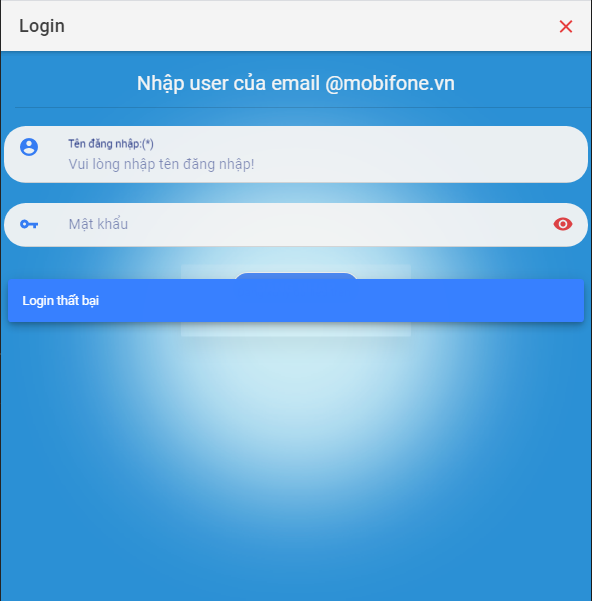 Login
Nhập user của email @mobifone.vn
Tên đăng nhập:(*)
Vui lòng nhập tên đăng nhập!
Mật khẩu
Login thất bại